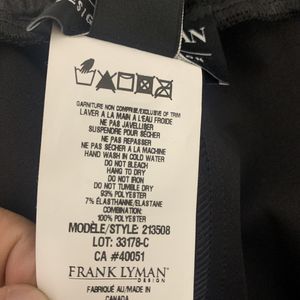 GARNITURE NON COMPRISE/EXCLUSIVE OF TRIM
LAVER A LA MAIN A L'EAU FROIDE
NE PAS JAVELLISER
SUSPENDRE POUR SÉCHER
NE PAS REPASSER
NE PAS SÉCHER A LA MACHINE
HAND WASH IN COLD WATER
DO NOT BLEACH
HANG TO DRY
DO NOT IRON
DO NOT TUMBLE DRY
93% POLYESTER
7% ÉLASTHANNE/ELASTANE
COMBINATION:
100% POLYESTER
MODÈLE/STYLE: 213508
LOT: 33178-C
CA #40051
FRANK LYMAN
DESIGN
FABRIQUÉ AU/MADE IN
CANADA